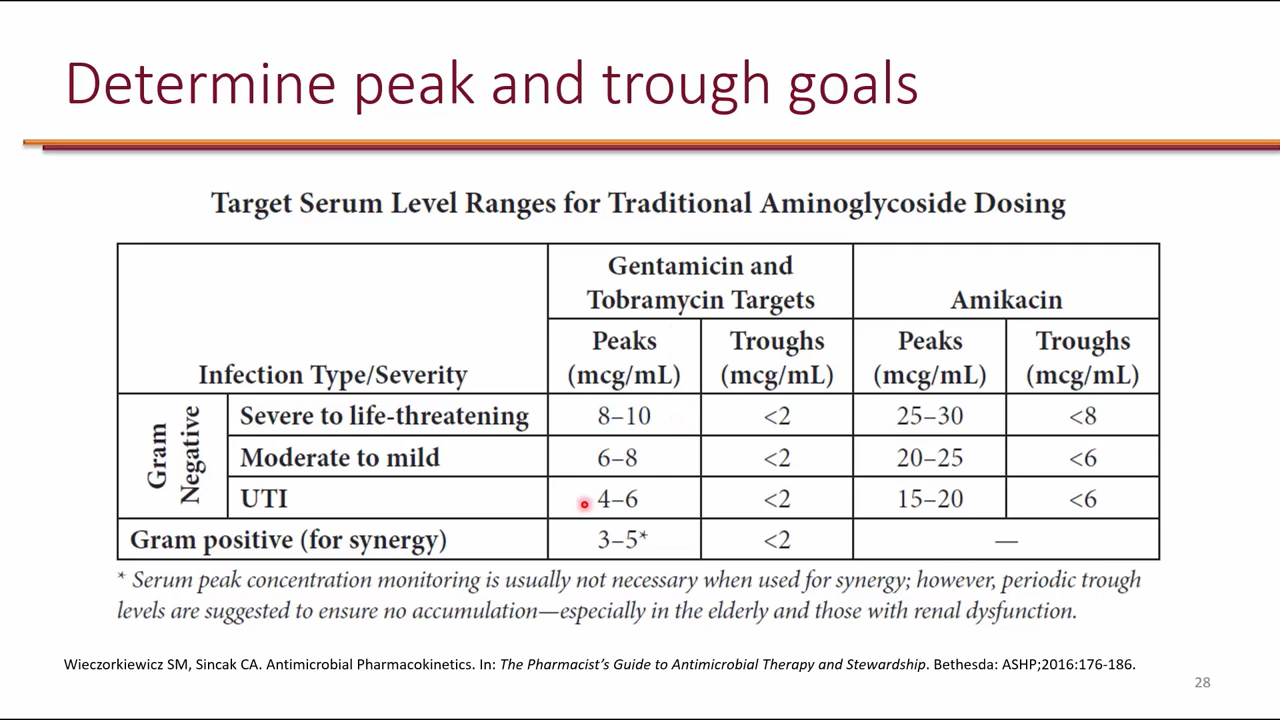 Determine peak and trough goals
Target Serum Level Ranges for Traditional Aminoglycoside Dosing
Infection Type/Severity
Gentamicin and
Tobramycin Targets
Amikacin
Peaks
(mcg/mL)
Troughs
(mcg/mL)
Peaks
(mcg/mL)
Troughs
(mcg/mL)
Gram
Negative
Severe to life-threatening 8–10 <2 25–30 <8
Moderate to mild 6–8 <2 20–25 <6
UTI 4–6 <2 15–20 <6
Gram positive (for synergy) 3–5* <2 —
* Serum peak concentration monitoring is usually not necessary when used for synergy; however, periodic trough
levels are suggested to ensure no accumulation—especially in the elderly and those with renal dysfunction.
Wieczorkiewicz SM, Sincak CA. Antimicrobial Pharmacokinetics. In: The Pharmacist’s Guide to Antimicrobial Therapy and Stewardship. Bethesda: ASHP;2016:176-186.
28